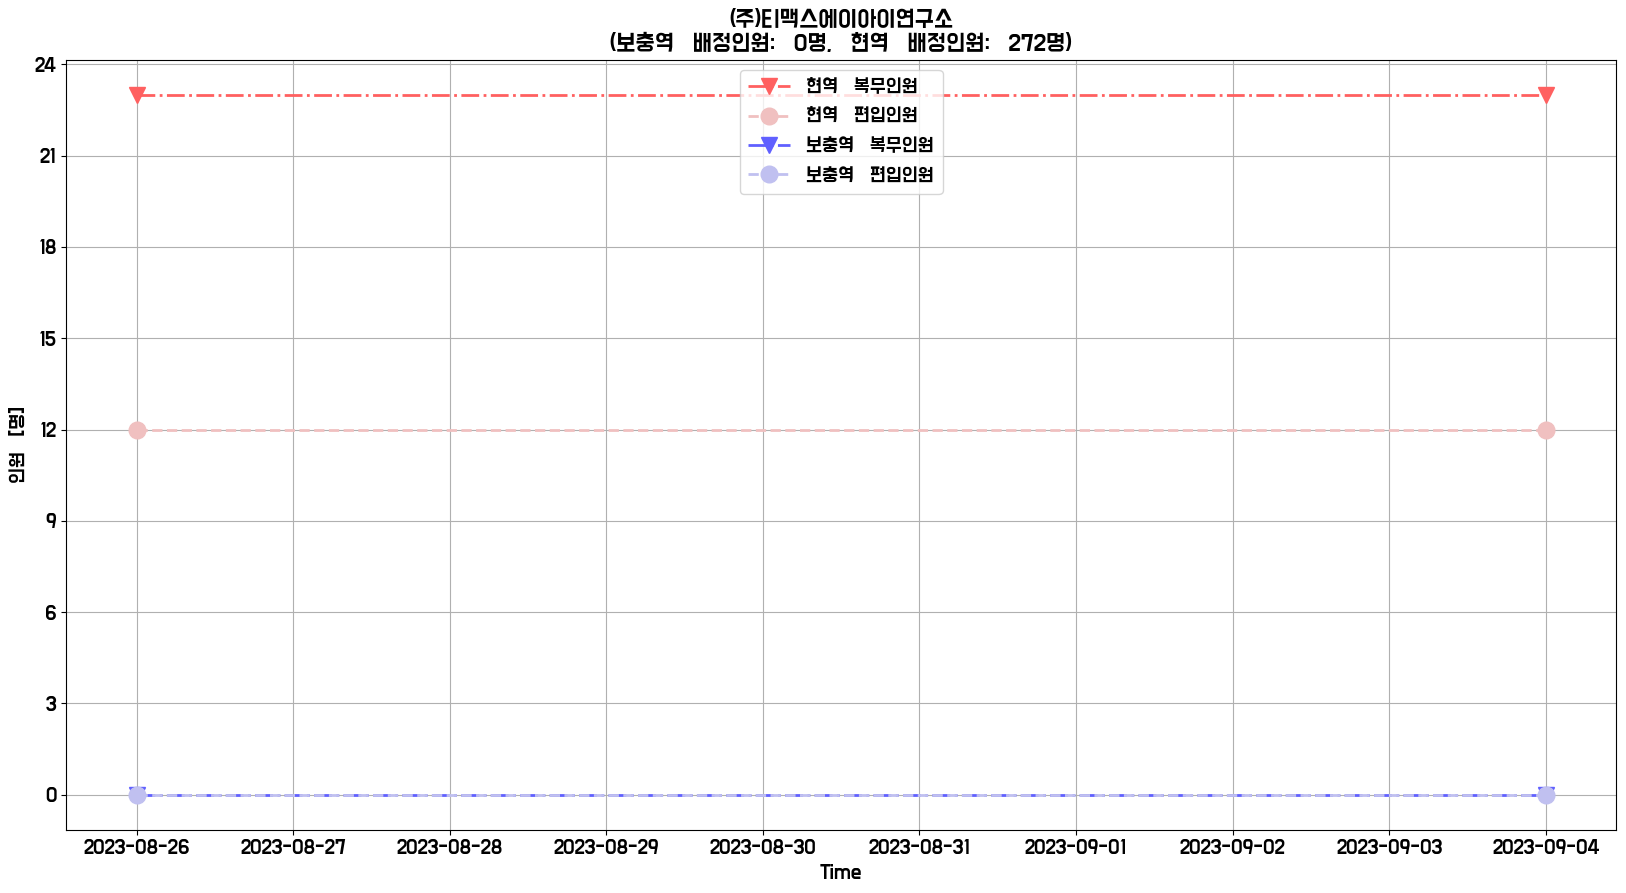 (주)티맥스에이아이연구소
(보충역 배정인원: 0명, 현역 배정인원: 272명)
현역 복무인원
현역 편입인원
보충역 복무인원
보충역 편입인원
24
21
18
15
12
9
6
3
0
인원 [명]
2023-08-26 2023-08-27 2023-08-28 2023-08-29 2023-08-30 2023-08-31 2023-09-01 2023-09-02 2023-09-03 2023-09-04
Time